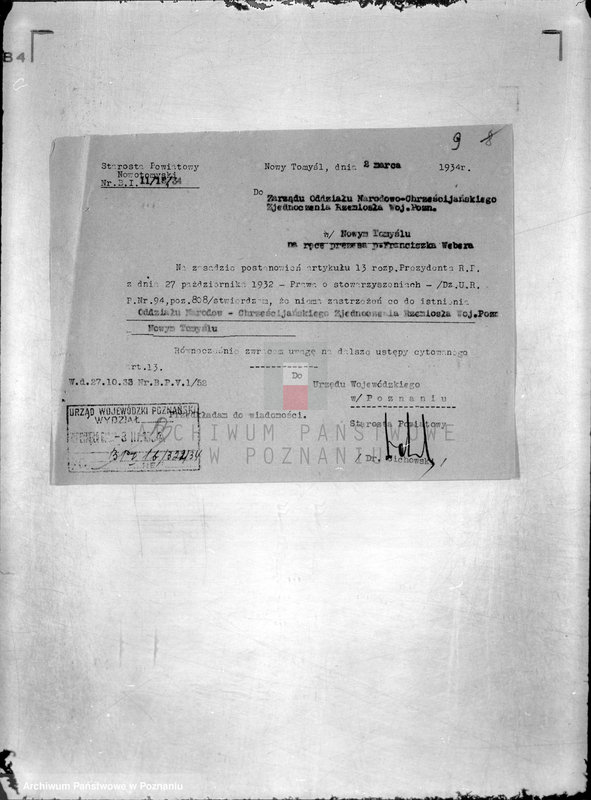 84
9 8
Starosta Powiatowy
Nowotomyski
Nr.B.I. 11/18/34
Nowy Tomyśl, dnia 2 marca 1934r.
Do
Zarządu Oddziału Narodowo-Chrześcijańskiego
Zjednoczenia Rzemiosła Woj.Pozn.
w/ Nowym Tomyślu
na ręce prezesa p.Franciszka Webera
Na zasadzie postanowień artykułu 13 rozp.Prezydenta R.P.
z dnia 27 października 1932 - Prawo o stowarzyszeniach - /Dz.U.R.
P.Nr.94,poz.808/stwierdzam, że niema zastrzeżeń co do istnienia
Oddziału Narodow - Chrześcijańskiego Zjednoczenia Rzemiosła Woj.Pozn
Nowym Tomyślu
Równocześnie zwracam uwagę na dalsze ustępy cytowanego
art.13.
Do
W.d.27.10.33 Nr.B.P.V.1/58
Urzędu Wojewódzkiego
w/ Poznaniu
przedkładam do wiadomości.
Starosta Powiatowy
/ Dr. Cichowski /
URZĄD WOJEWÓDZKI POZNAŃSKI
WYDZIAŁ
ARCHIWUM PAŃSTWOWE
W POZNANIU
Archiwum Państwowe w Poznaniu